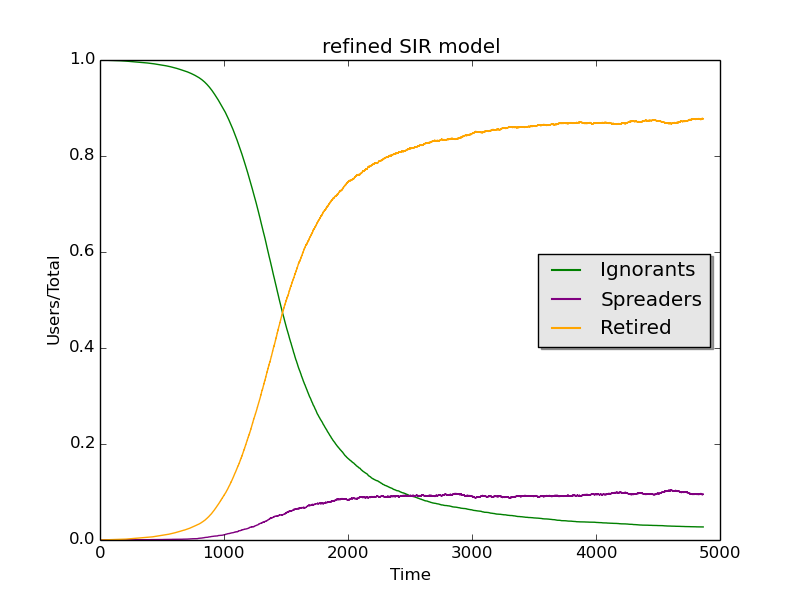 refined SIR model
1.0
0.8
0.6
0.4
0.2
0.0
Users/Total
Ignorants
Spreaders
Retired
0 1000 2000 3000 4000 5000
Time